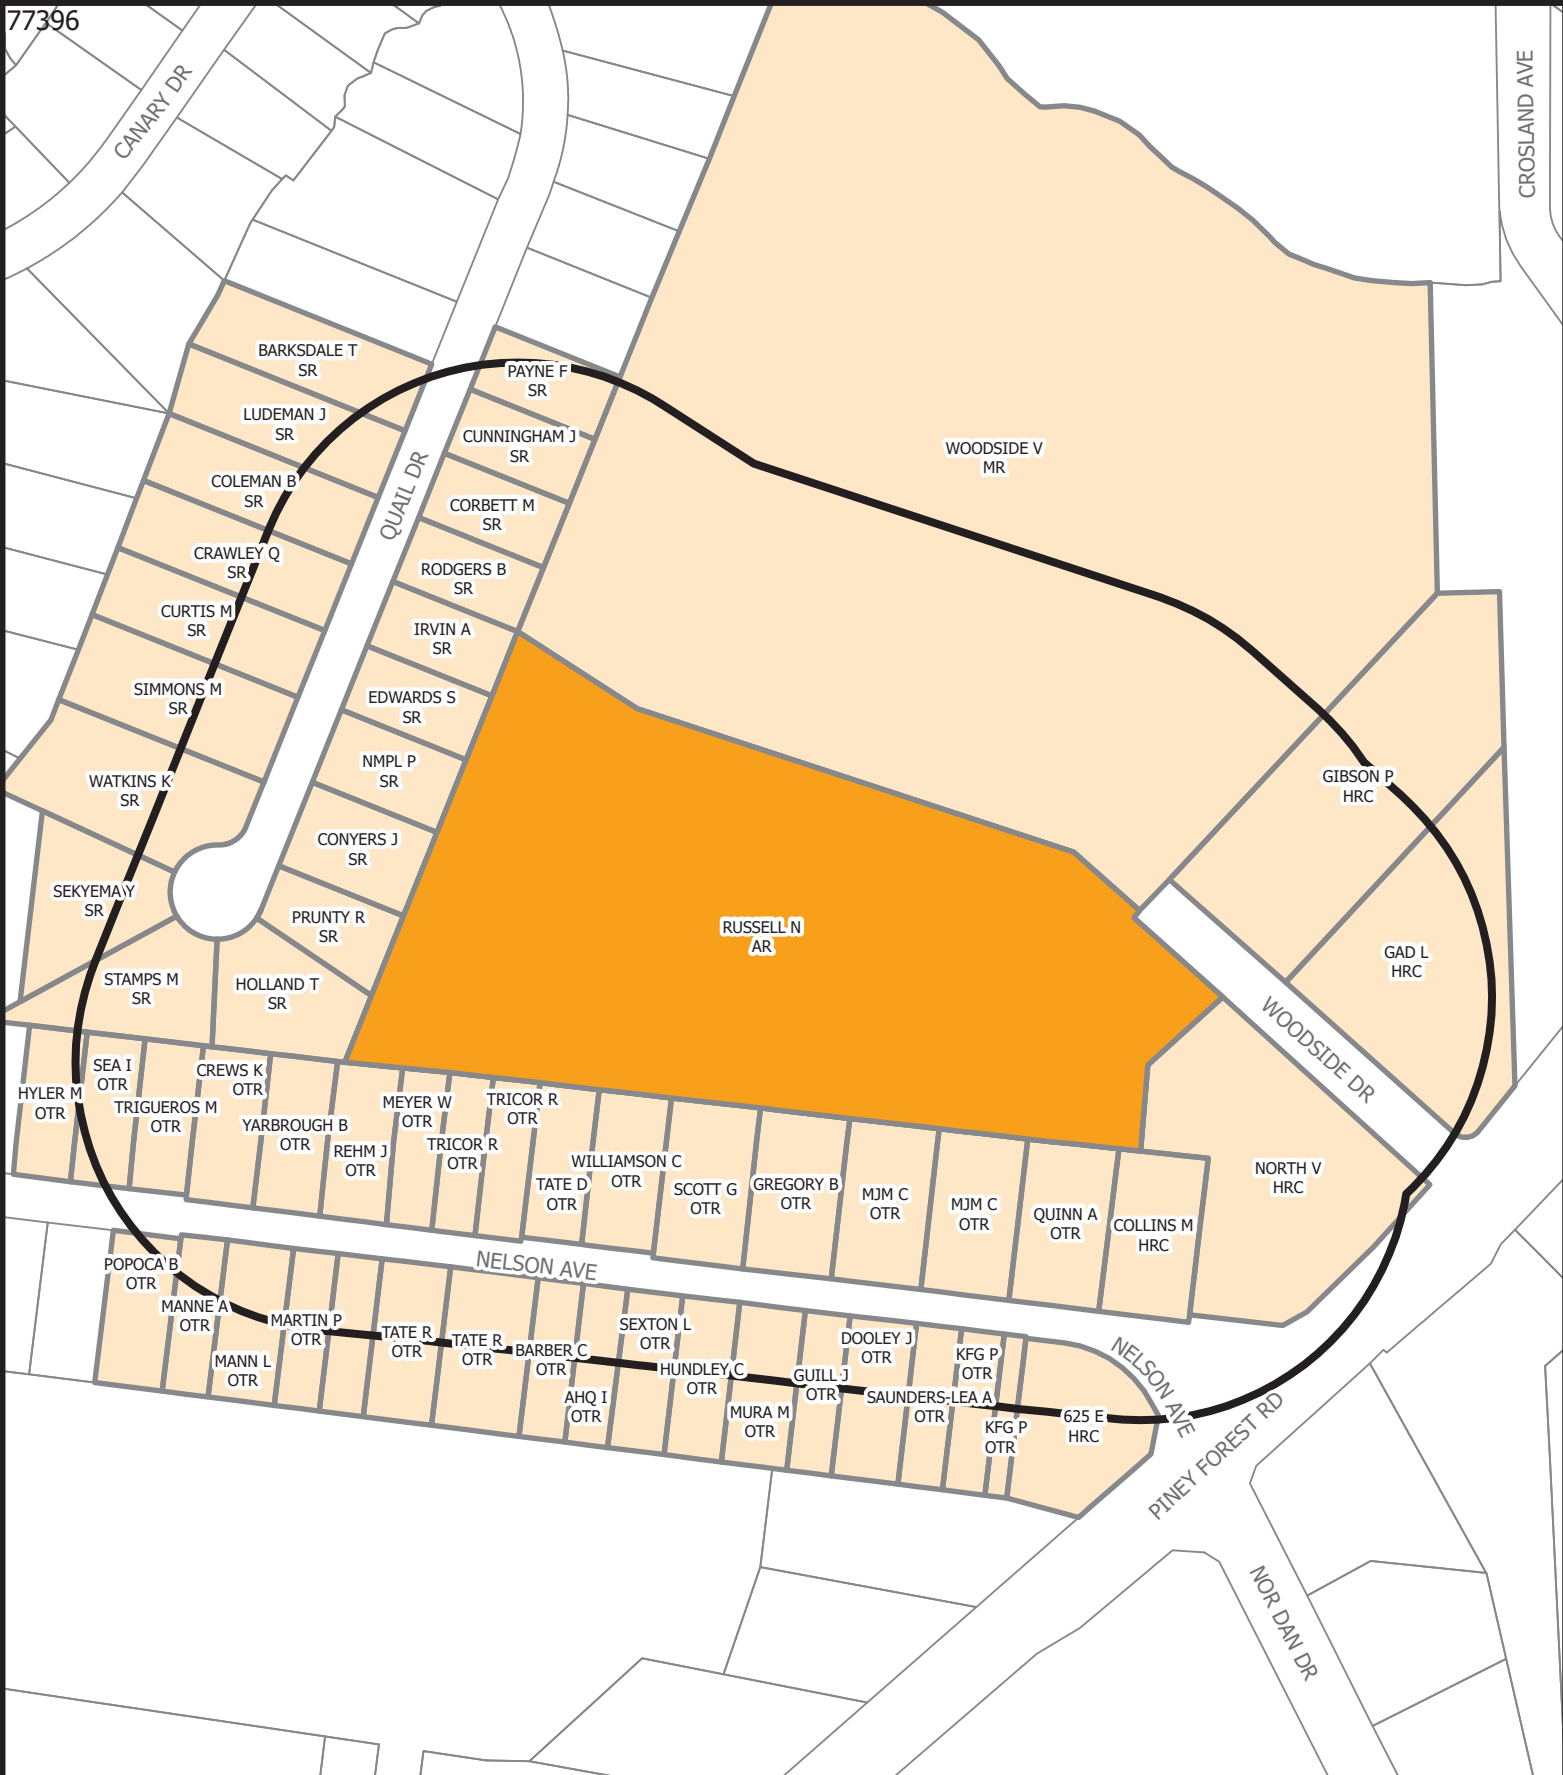 77396
CANARY DR
CROSLAND AVE
BARKSDALE T
SR
PAYNE F
SR
LUDEMAN J
SR
CUNNINGHAM J
SR
WOODSIDE V
MR
COLEMAN B
SR
QUAIL DR
CORBETT M
SR
CRAWLEY Q
SR
RODGERS B
SR
CURTIS M
SR
IRVIN A
SR
SIMMONS M
SR
EDWARDS S
SR
WATKINS K
SR
NMPL P
SR
GIBSON P
HRC
CONYERS J
SR
SEKYEMA Y
SR
PRUNTY R
SR
RUSSELL N
AR
GAD L
HRC
STAMPS M
SR
HOLLAND T
SR
WOODSIDE DR
HYLER M
OTR
SEA I
OTR
TRIGUEROS M
OTR
CREWS K
OTR
YARBROUGH B
OTR
REHM J
OTR
MEYER W
OTR
TRICOR R
OTR
TRICOR R
OTR
TATE D
OTR
WILLIAMSON C
OTR
SCOTT G
OTR
GREGORY B
OTR
MJM C
OTR
MJM C
OTR
QUINN A
OTR
COLLINS M
HRC
NORTH V
HRC
NELSON AVE
POPOCA B
OTR
MANNE A
OTR
MANN L
OTR
MARTIN P
OTR
TATE R
OTR
TATE R
OTR
BARBER C
OTR
AHQ I
OTR
SEXTON L
OTR
HUNDLEY C
OTR
MURA M
OTR
GUILL J
OTR
DOOLEY J
OTR
SAUNDERS-LEA A
OTR
KFG P
OTR
KFG P
OTR
625 E
HRC
NELSON AVE
PINEY FOREST RD
NOR DAN DR